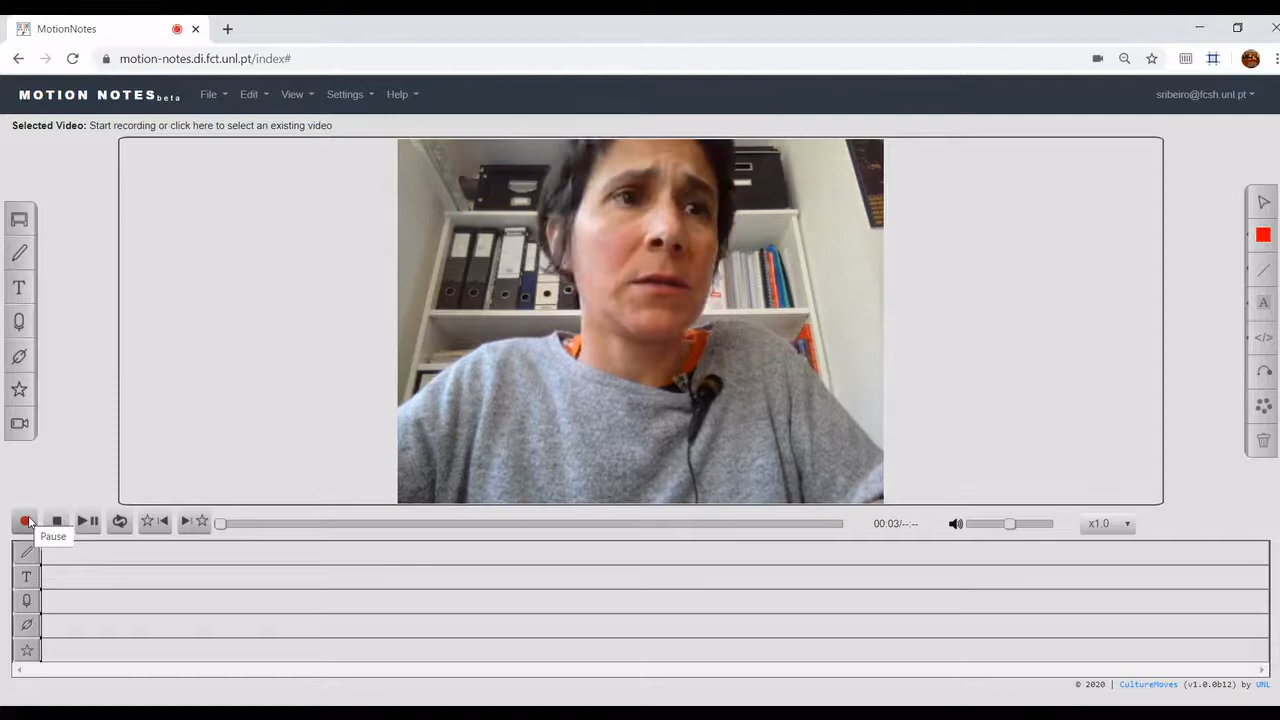 MotionNotes
motion-notes.di.fct.unl.pt/index#
MOTION NOTES beta File Edit View Settings Help sribeiro@fcsh.unl.pt
Selected Video: Start recording or click here to select an existing video
T
A
</>
00:03/--:-- x1.0
Pause
T
© 2020 | CultureMoves (v1.0.0b12) by UNL